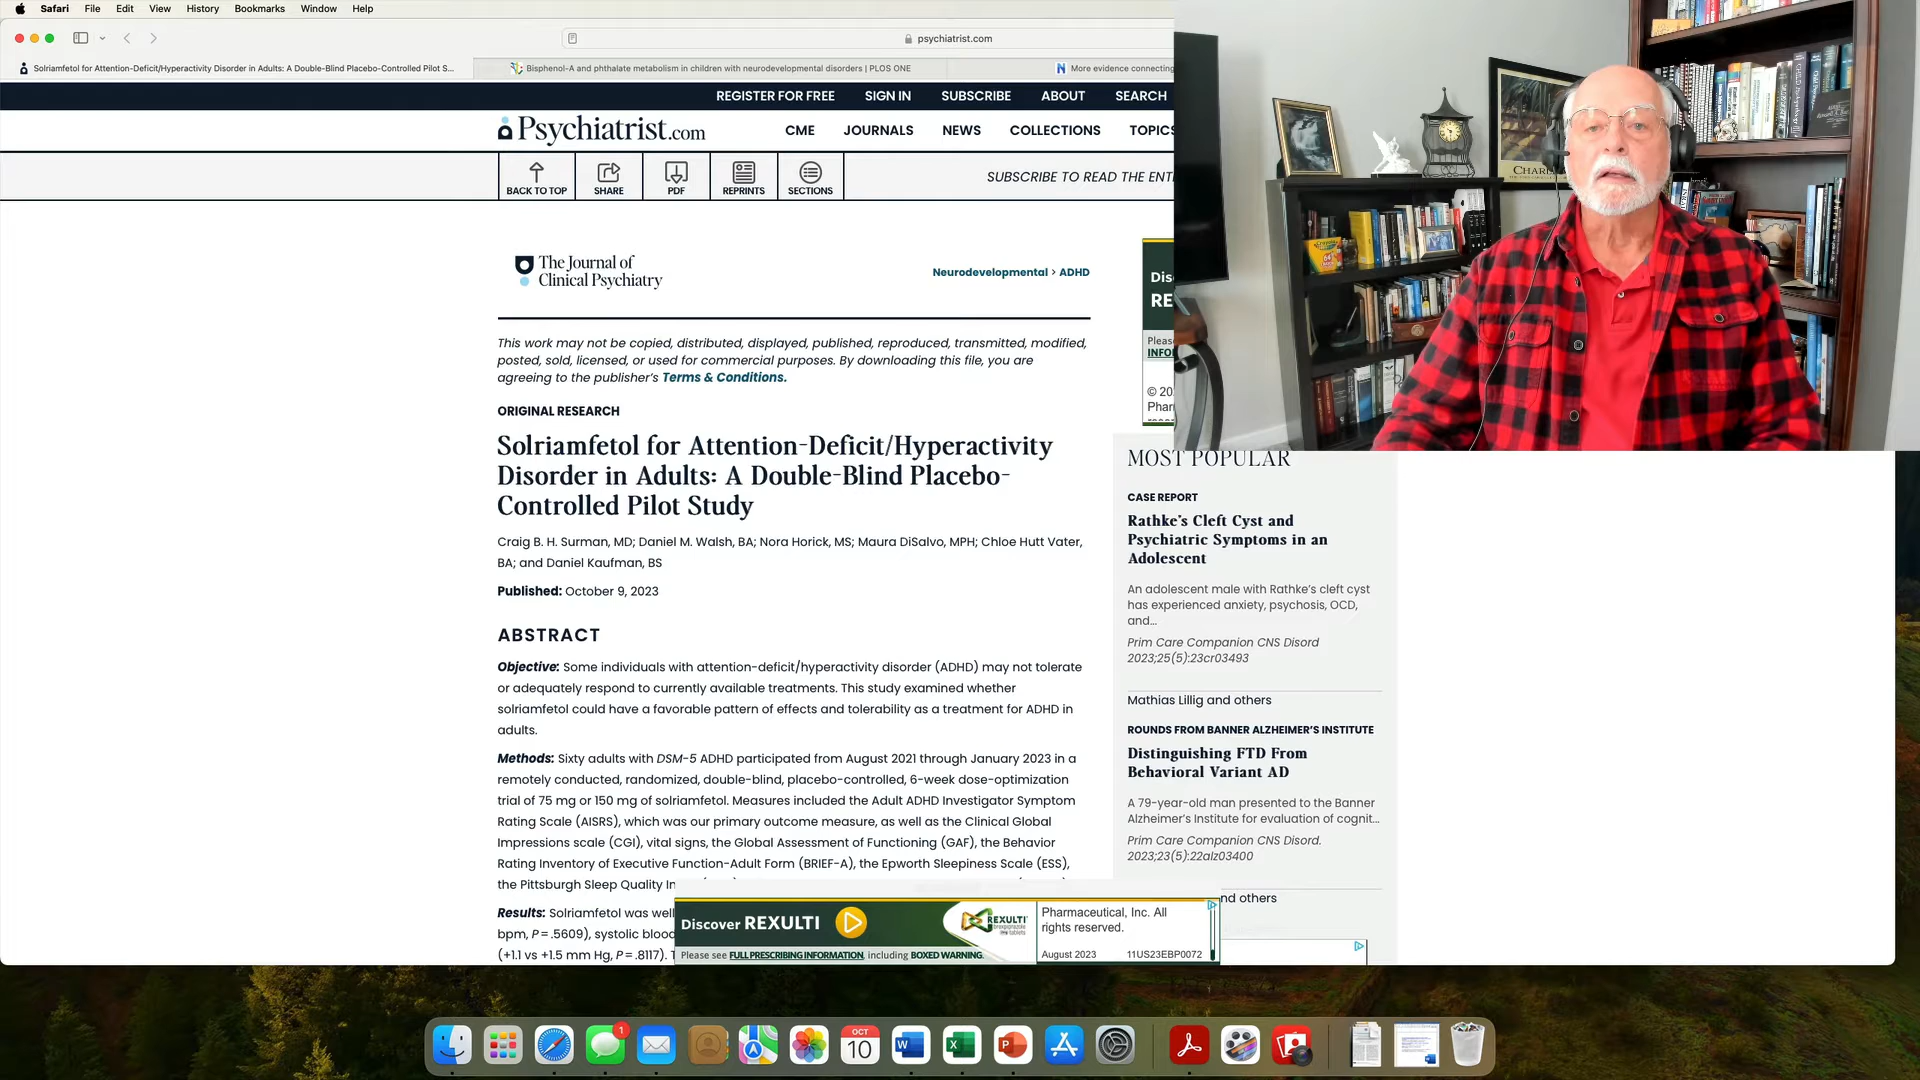 Safari File Edit View History Bookmarks Window Help
psychiatrist.com
Solriamfetol for Attention-Deficit/Hyperactivity Disorder in Adults: A Double-Blind Placebo-Controlled Pilot S...
Bisphenol-A and phthalate metabolism in children with neurodevelopmental disorders | PLOS ONE
More evidence connecting
REGISTER FOR FREE SIGN IN SUBSCRIBE ABOUT SEARCH
Psychiatrist.com
CME JOURNALS NEWS COLLECTIONS TOPICS
BACK TO TOP SHARE PDF REPRINTS SECTIONS
SUBSCRIBE TO READ THE ENTI
The Journal of
Clinical Psychiatry
Neurodevelopmental > ADHD
This work may not be copied, distributed, displayed, published, reproduced, transmitted, modified,
posted, sold, licensed, or used for commercial purposes. By downloading this file, you are
agreeing to the publisher's Terms & Conditions.
ORIGINAL RESEARCH
Solriamfetol for Attention-Deficit/Hyperactivity
Disorder in Adults: A Double-Blind Placebo-
Controlled Pilot Study
Craig B. H. Surman, MD; Daniel M. Walsh, BA; Nora Horick, MS; Maura DiSalvo, MPH; Chloe Hutt Vater,
BA; and Daniel Kaufman, BS
Published: October 9, 2023
ABSTRACT
Objective: Some individuals with attention-deficit/hyperactivity disorder (ADHD) may not tolerate
or adequately respond to currently available treatments. This study examined whether
solriamfetol could have a favorable pattern of effects and tolerability as a treatment for ADHD in
adults.
Methods: Sixty adults with DSM-5 ADHD participated from August 2021 through January 2023 in a
remotely conducted, randomized, double-blind, placebo-controlled, 6-week dose-optimization
trial of 75 mg or 150 mg of solriamfetol. Measures included the Adult ADHD Investigator Symptom
Rating Scale (AISRS), which was our primary outcome measure, as well as the Clinical Global
Impressions scale (CGI), vital signs, the Global Assessment of Functioning (GAF), the Behavior
Rating Inventory of Executive Function-Adult Form (BRIEF-A), the Epworth Sleepiness Scale (ESS),
the Pittsburgh Sleep Quality In
Results: Solriamfetol was well
bpm, P = .5609), systolic blood
(+1.1 vs +1.5 mm Hg, P = .8117). T
Dis
RE
Please
INFO
© 20
Phar
MOST POPULAR
CASE REPORT
Rathke's Cleft Cyst and
Psychiatric Symptoms in an
Adolescent
An adolescent male with Rathke's cleft cyst
has experienced anxiety, psychosis, OCD,
and...
Prim Care Companion CNS Disord
2023;25(5):23cr03493
Mathias Lillig and others
ROUNDS FROM BANNER ALZHEIMER'S INSTITUTE
Distinguishing FTD From
Behavioral Variant AD
A 79-year-old man presented to the Banner
Alzheimer's Institute for evaluation of cognit...
Prim Care Companion CNS Disord.
2023;23(5):22alz03400
nd others
Discover REXULTI
REXULTI
Please see FULL PRESCRIBING INFORMATION, including BOXED WARNING.
Pharmaceutical, Inc. All
rights reserved.
August 2023 11US23EBP0072
1
OCT
10